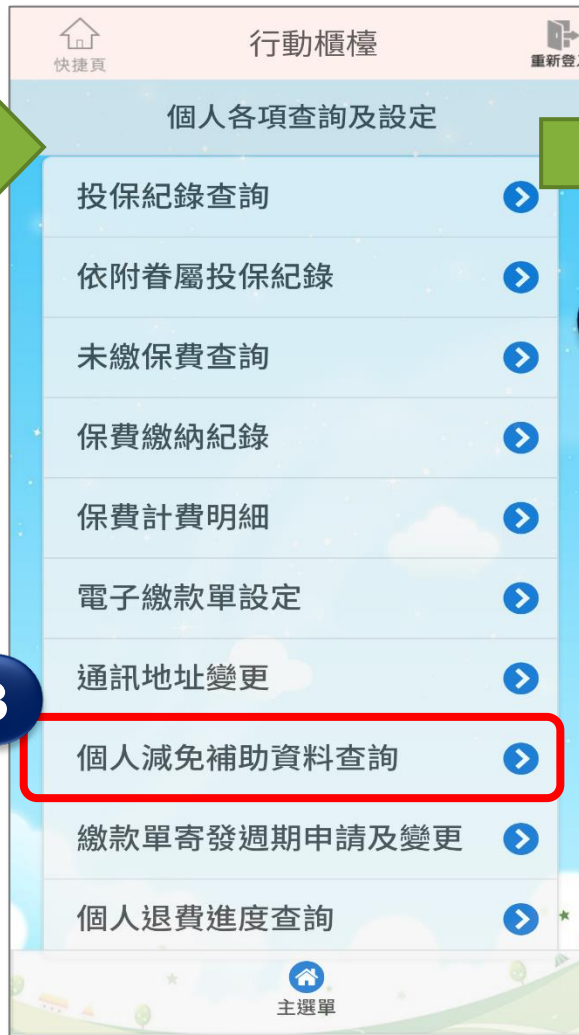 快捷頁
行動櫃檯
重新登
個人各項查詢及設定
投保紀錄查詢
依附眷屬投保紀錄
未繳保費查詢
保費繳納紀錄
保費計費明細
電子繳款單設定
通訊地址變更
個人減免補助資料查詢
繳款單寄發週期申請及變更
個人退費進度查詢
主選單